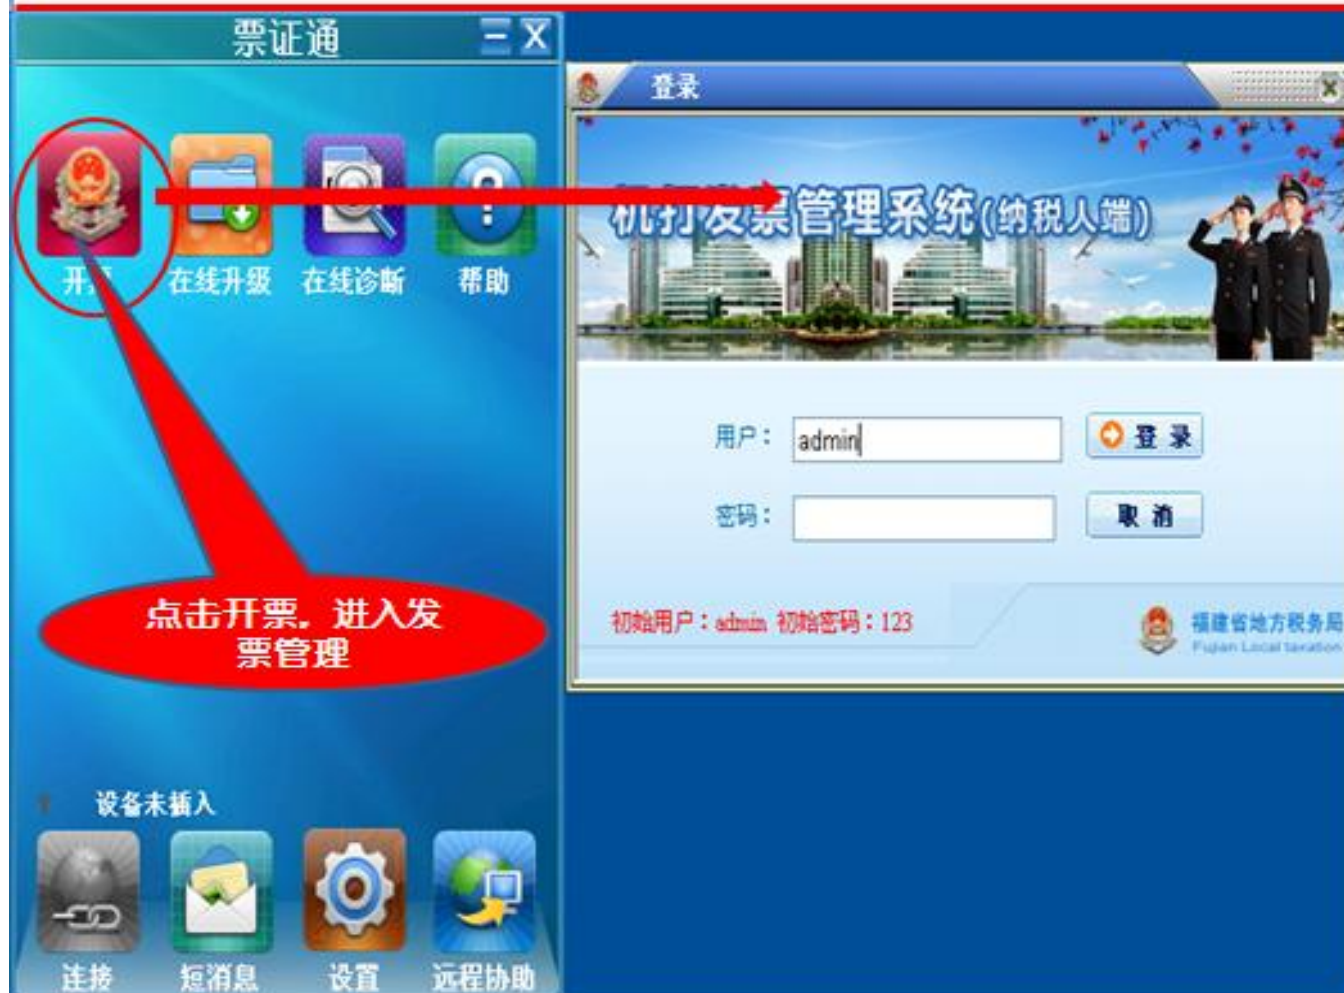 票证通
开票
在线升级
在线诊断
帮助
点击开票，进入发
票管理
设备未插入
连接
短消息
设置
远程协助
登录
机打发票管理系统(纳税人端)
用户：
admin
登 录
密码：
取 消
初始用户：admin 初始密码：123
福建省地方税务局
Fujian Local taxation